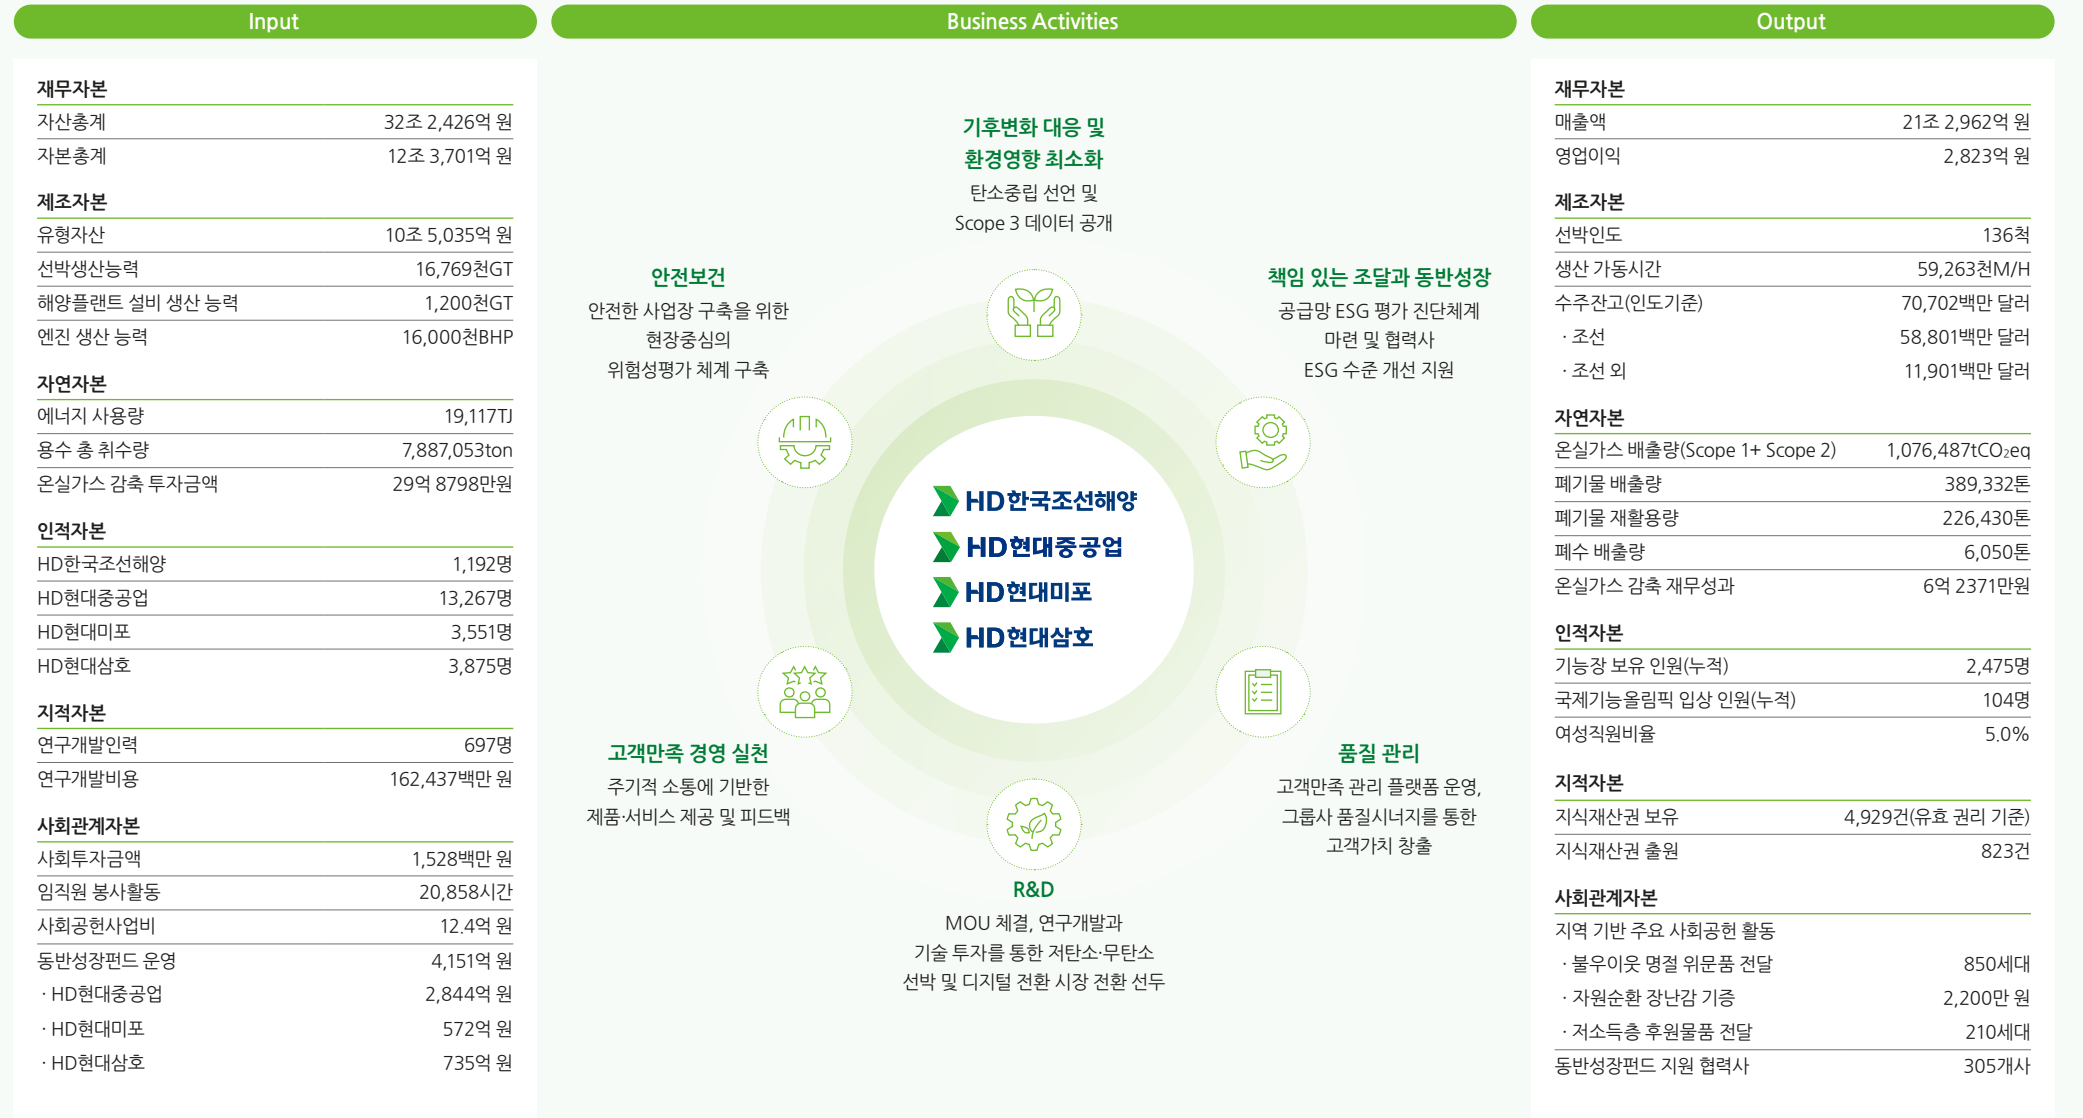 Input
재무자본
자산총계 32조 2,426억 원
자본총계 12조 3,701억 원
제조자본
유형자산 10조 5,035억 원
선박생산능력 16,769천GT
해양플랜트 설비 생산 능력 1,200천GT
엔진 생산 능력 16,000천BHP
자연자본
에너지 사용량 19,117TJ
용수 총 취수량 7,887,053ton
온실가스 감축 투자금액 29억 8798만원
인적자본
HD한국조선해양 1,192명
HD현대중공업 13,267명
HD현대미포 3,551명
HD현대삼호 3,875명
지적자본
연구개발인력 697명
연구개발비용 162,437백만 원
사회관계자본
사회투자금액 1,528백만 원
임직원 봉사활동 20,858시간
사회공헌사업비 12.4억 원
동반성장펀드 운영 4,151억 원
· HD현대중공업 2,844억 원
· HD현대미포 572억 원
· HD현대삼호 735억 원
Business Activities
기후변화 대응 및
환경영향 최소화
탄소중립 선언 및
Scope 3 데이터 공개
안전보건
안전한 사업장 구축을 위한
현장중심의
위험성평가 체계 구축
책임 있는 조달과 동반성장
공급망 ESG 평가 진단체계
마련 및 협력사
ESG 수준 개선 지원
HD한국조선해양
HD현대중공업
HD현대미포
HD현대삼호
고객만족 경영 실천
주기적 소통에 기반한
제품·서비스 제공 및 피드백
품질 관리
고객만족 관리 플랫폼 운영,
그룹사 품질시너지를 통한
고객가치 창출
R&D
MOU 체결, 연구개발과
기술 투자를 통한 저탄소·무탄소
선박 및 디지털 전환 시장 전환 선두
Output
재무자본
매출액 21조 2,962억 원
영업이익 2,823억 원
제조자본
선박인도 136척
생산 가동시간 59,263천M/H
수주잔고(인도기준) 70,702백만 달러
· 조선 58,801백만 달러
· 조선 외 11,901백만 달러
자연자본
온실가스 배출량(Scope 1+ Scope 2) 1,076,487tCO₂eq
폐기물 배출량 389,332톤
폐기물 재활용량 226,430톤
폐수 배출량 6,050톤
온실가스 감축 재무성과 6억 2371만원
인적자본
기능장 보유 인원(누적) 2,475명
국제기능올림픽 입상 인원(누적) 104명
여성직원비율 5.0%
지적자본
지식재산권 보유 4,929건(유효 권리 기준)
지식재산권 출원 823건
사회관계자본
지역 기반 주요 사회공헌 활동
· 불우이웃 명절 위문품 전달 850세대
· 자원순환 장난감 기증 2,200만 원
· 저소득층 후원물품 전달 210세대
동반성장펀드 지원 협력사 305개사